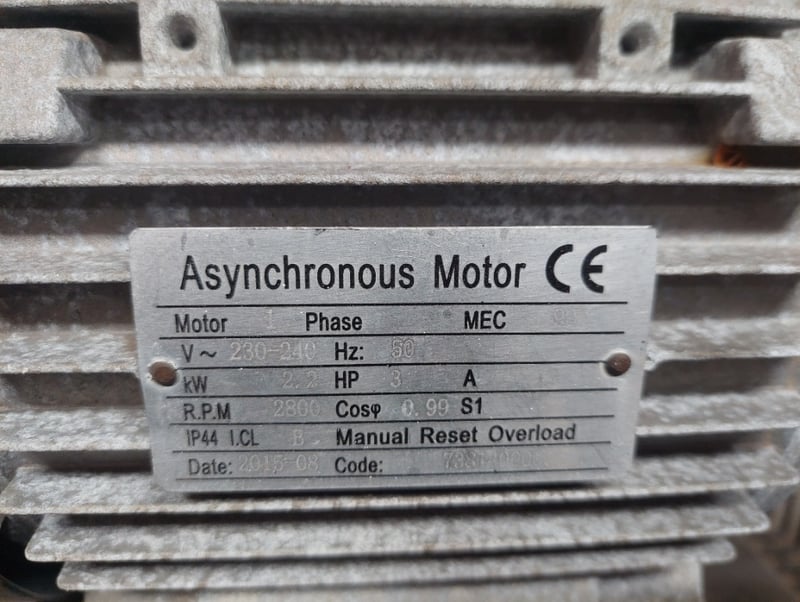 Asynchronous Motor CE
Motor 1 Phase MEC
V~ 230-240 Hz: 50
kW 2.2 HP 3 A
R.P.M 2800 Cosφ 0.99 S1
IP44 I.CL B Manual Reset Overload
Date: 2015-08 Code: